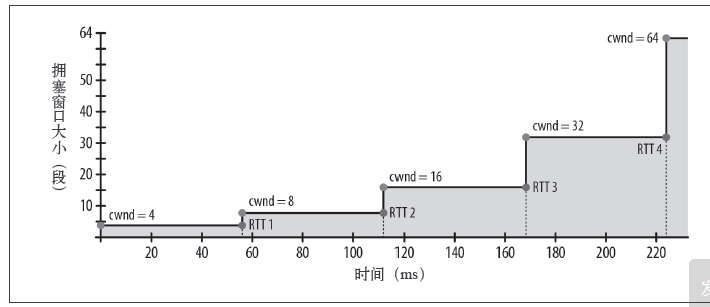 64
cwnd = 64
50
40
cwnd = 32
30
RTT 4
20
cwnd = 16
RTT 3
10
cwnd = 8
RTT 2
cwnd = 4
RTT 1
拥塞窗口大小（段）
20 40 60 80 100 120 140 160 180 200 220
时间（ms）